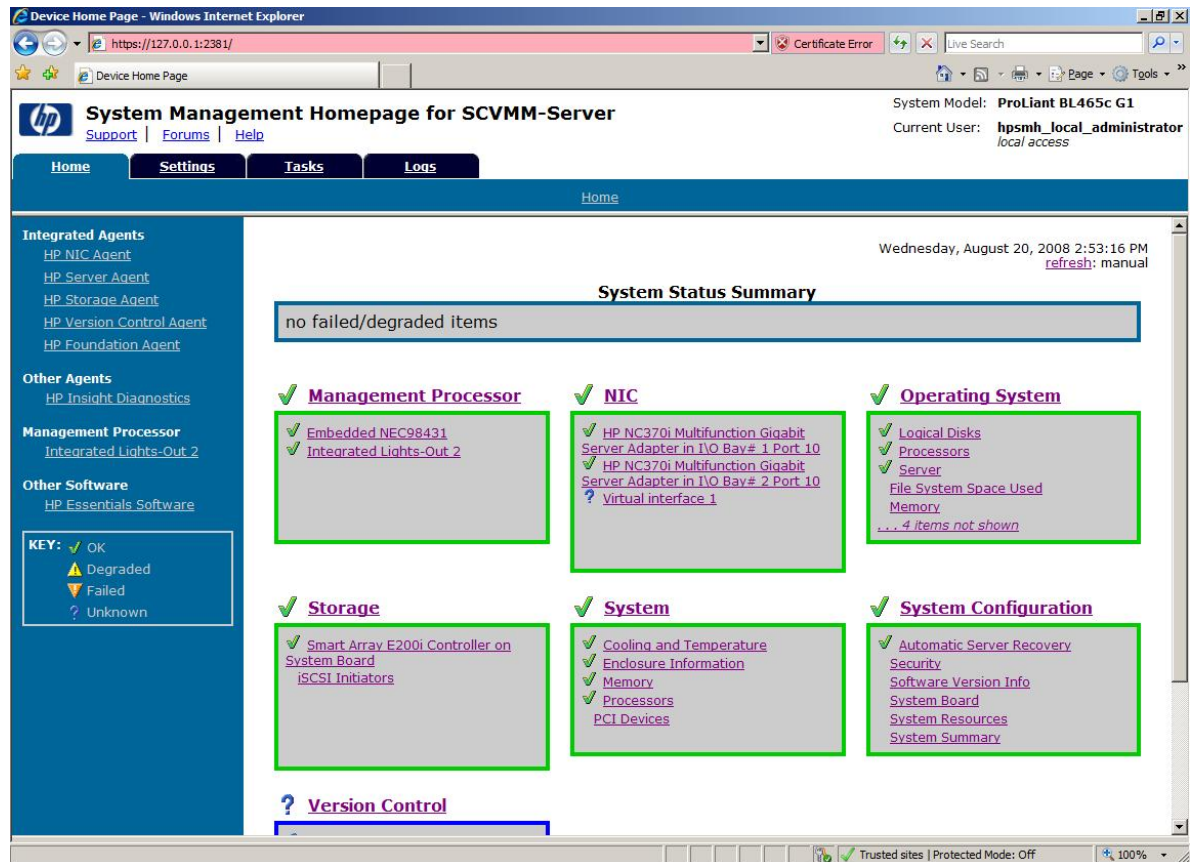 Device Home Page - Windows Internet Explorer
https://127.0.0.1:2381/
Certificate Error
Live Search
Device Home Page
Page
Tools
hp
System Management Homepage for SCVMM-Server
Support | Forums | Help
System Model: ProLiant BL465c G1
Current User: hpsmh_local_administrator
local access
Home Settings Tasks Logs
Home
Integrated Agents
HP NIC Agent
HP Server Agent
HP Storage Agent
HP Version Control Agent
HP Foundation Agent
Other Agents
HP Insight Diagnostics
Management Processor
Integrated Lights-Out 2
Other Software
HP Essentials Software
KEY: OK
Degraded
Failed
? Unknown
Wednesday, August 20, 2008 2:53:16 PM
refresh: manual
System Status Summary
no failed/degraded items
Management Processor
Embedded NEC98431
Integrated Lights-Out 2
NIC
HP NC370i Multifunction Gigabit
Server Adapter in I\O Bay# 1 Port 10
HP NC370i Multifunction Gigabit
Server Adapter in I\O Bay# 2 Port 10
? Virtual interface 1
Operating System
Logical Disks
Processors
Server
File System Space Used
Memory
. . . 4 items not shown
Storage
Smart Array E200i Controller on
System Board
iSCSI Initiators
System
Cooling and Temperature
Enclosure Information
Memory
Processors
PCI Devices
System Configuration
Automatic Server Recovery
Security
Software Version Info
System Board
System Resources
System Summary
? Version Control
Trusted sites | Protected Mode: Off
100%